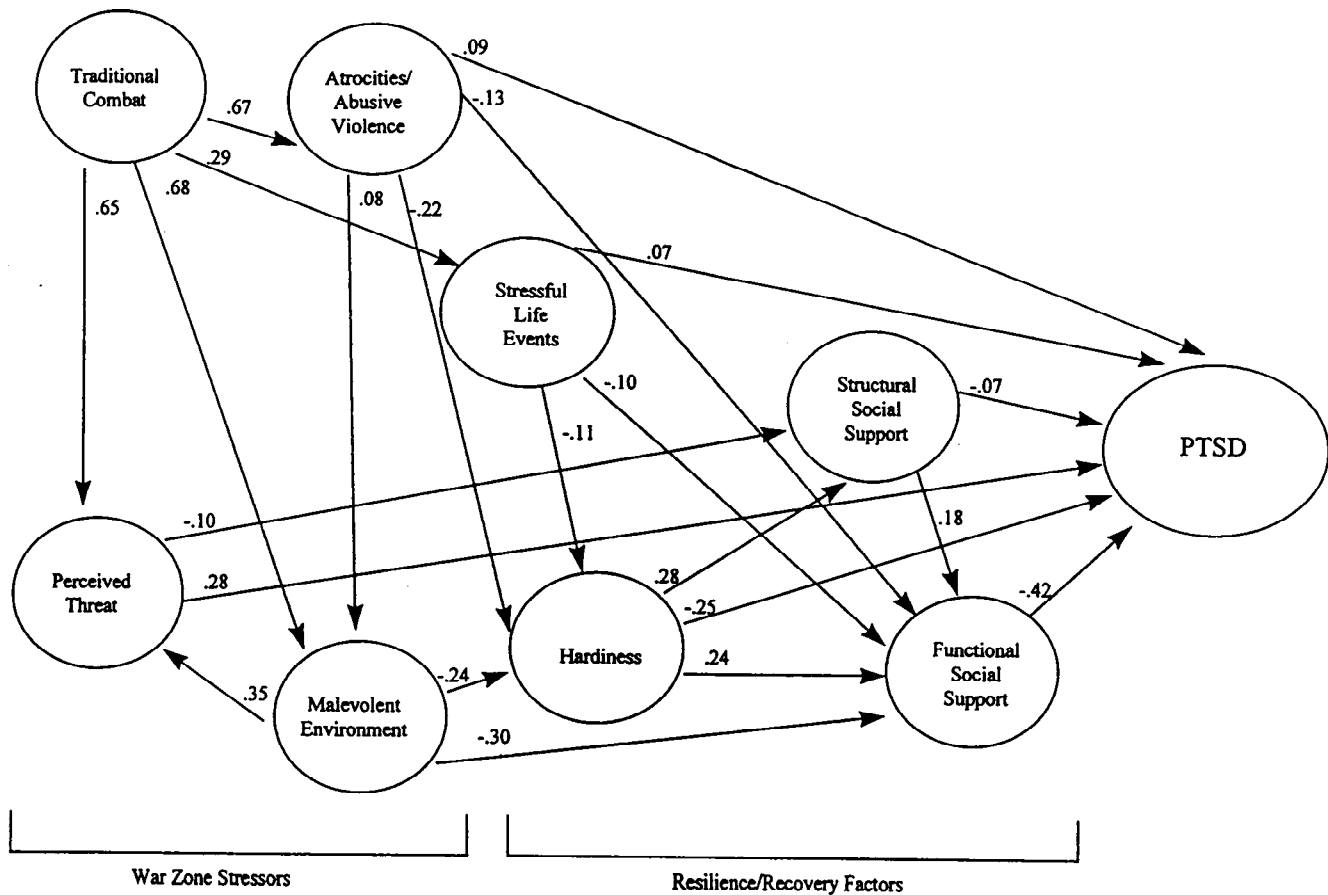 Traditional
Combat
Atrocities/
Abusive
Violence
.09
-.13
.67
.29
.65
.68
.08
-.22
Stressful
Life
Events
.07
-.10
-.11
Structural
Social
Support
-.07
PTSD
-.10
.28
Perceived
Threat
.35
Malevolent
Environment
-.24
-.30
Hardiness
.28
-.25
.24
.18
-.42
Functional
Social
Support
War Zone Stressors
Resilience/Recovery Factors